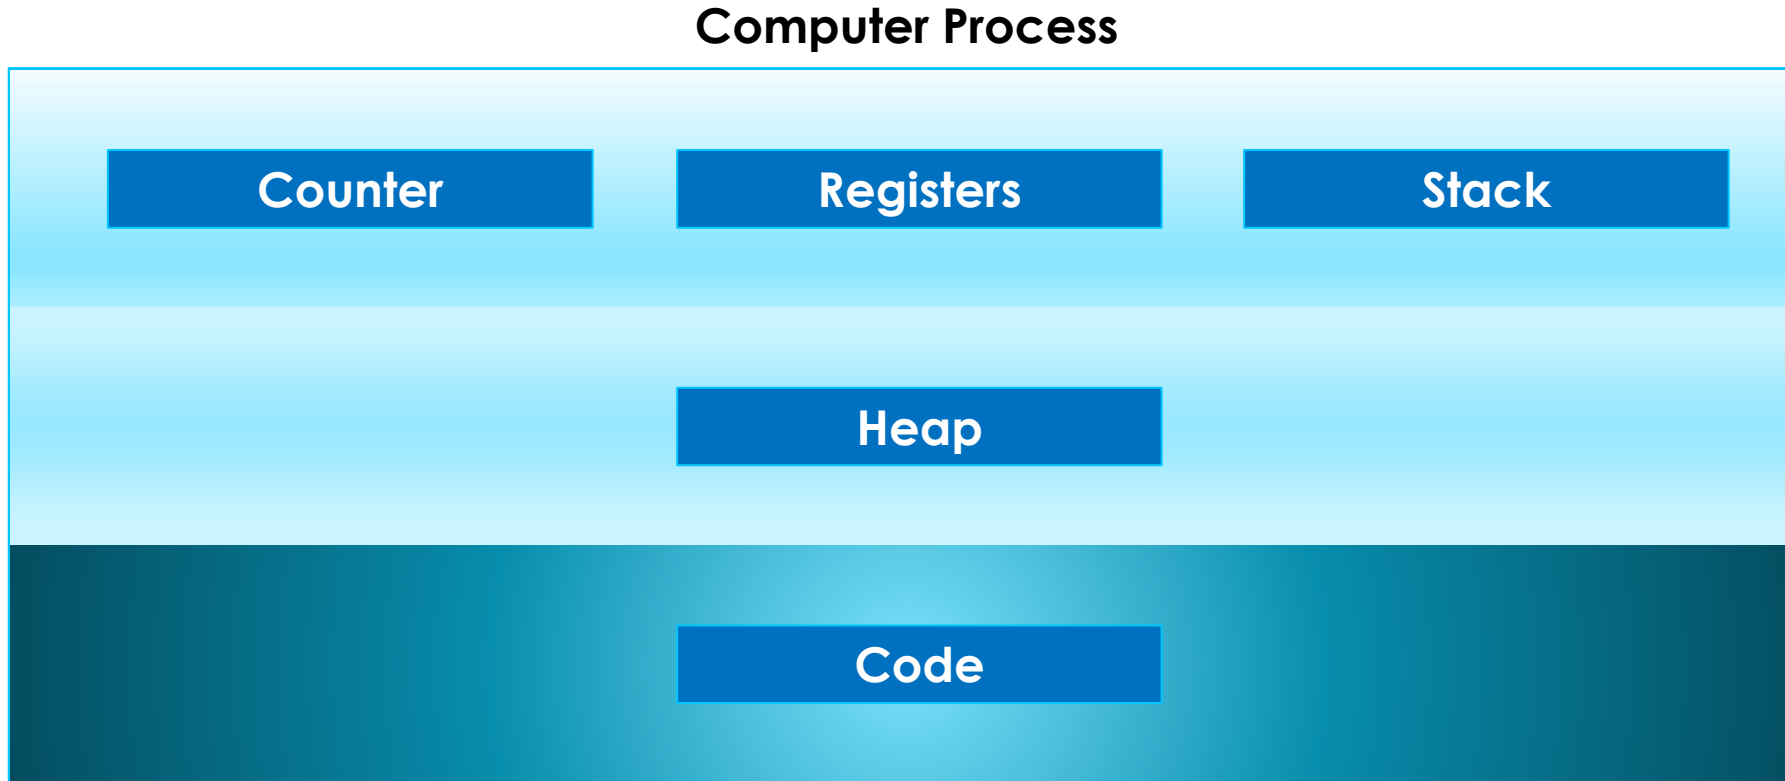 Computer Process
Counter
Registers
Stack
Heap
Code